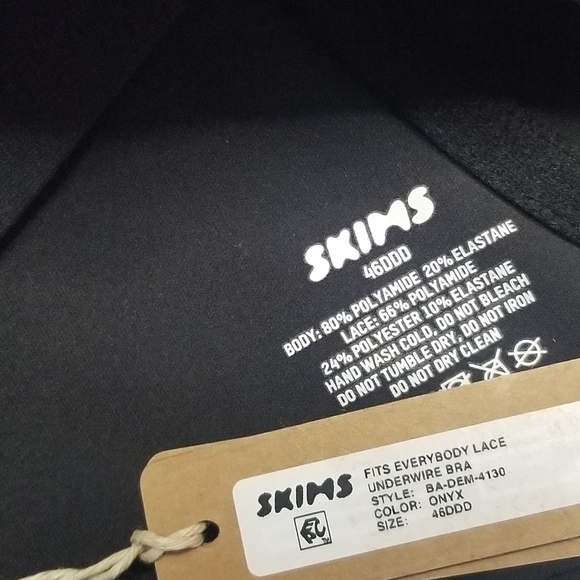 SKIMS
46DDD
BODY: 80% POLYAMIDE 20% ELASTANE
LACE: 66% POLYAMIDE
24% POLYESTER 10% ELASTANE
HAND WASH COLD, DO NOT BLEACH
DO NOT TUMBLE DRY, DO NOT IRON
DO NOT DRY CLEAN
SKIMS
FITS EVERYBODY LACE
UNDERWIRE BRA
STYLE: BA-DEM-4130
COLOR: ONYX
SIZE: 46DDD